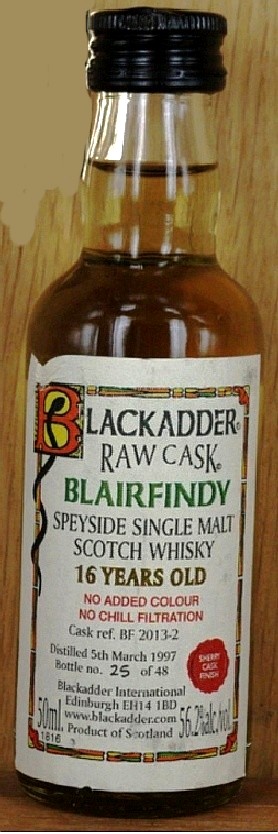 BLACKADDER®
RAW CASK®
BLAIRFINDY
SPEYSIDE SINGLE MALT
SCOTCH WHISKY
16 YEARS OLD
NO ADDED COLOUR
NO CHILL FILTRATION
Cask ref. BF 2013-2
Distilled 5th March 1997
Bottle no. 25 of 48
SHERRY
CASK
FINISH
Blackadder International
Edinburgh EH14 1BD
www.blackadder.com
50ml. Product of Scotland 56.2%alc./vol.
1816